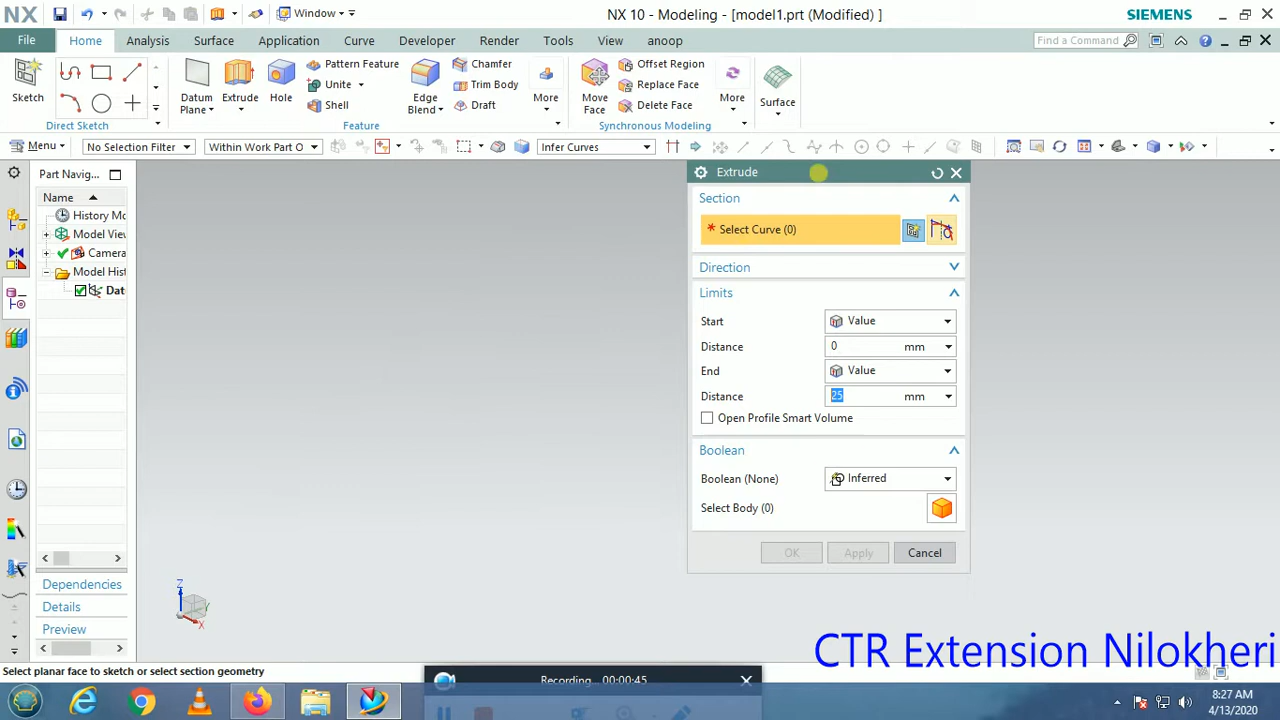 NX
Window
NX 10 - Modeling - [model1.prt (Modified) ]
SIEMENS
File
Home
Analysis
Surface
Application
Curve
Developer
Render
Tools
View
anoop
Find a Command
Sketch
Direct Sketch
Datum
Plane
Extrude
Hole
Pattern Feature
Unite
Shell
Edge
Blend
Chamfer
Trim Body
Draft
More
Feature
Move
Face
Offset Region
Replace Face
Delete Face
More
Synchronous Modeling
Surface
Menu
No Selection Filter
Within Work Part O
Infer Curves
Part Navig...
Name
History Mo
Model View
Camera
Model Hist
Dat
Dependencies
Details
Preview
Extrude
Section
* Select Curve (0)
Direction
Limits
Start
Value
Distance
0
mm
End
Value
Distance
25
mm
Open Profile Smart Volume
Boolean
Boolean (None)
Inferred
Select Body (0)
OK
Apply
Cancel
Z
Y
X
CTR Extension Nilokheri
Select planar face to sketch or select section geometry
Recording... 00:00:45
8:27 AM
4/13/2020